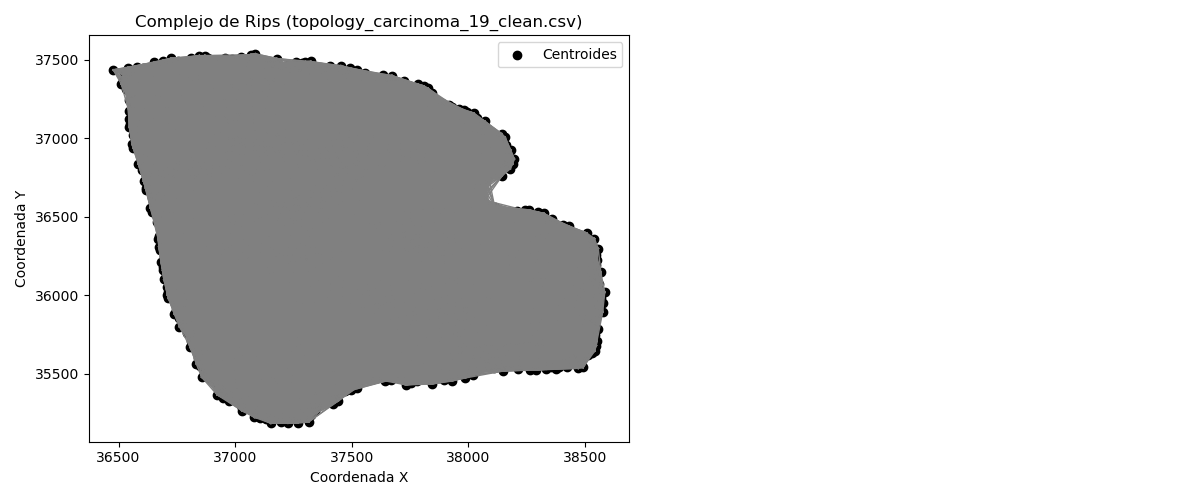 Complejo de Rips (topology_carcinoma_19_clean.csv)
Centroides
37500
37000
36500
36000
35500
Coordenada Y
36500 37000 37500 38000 38500
Coordenada X